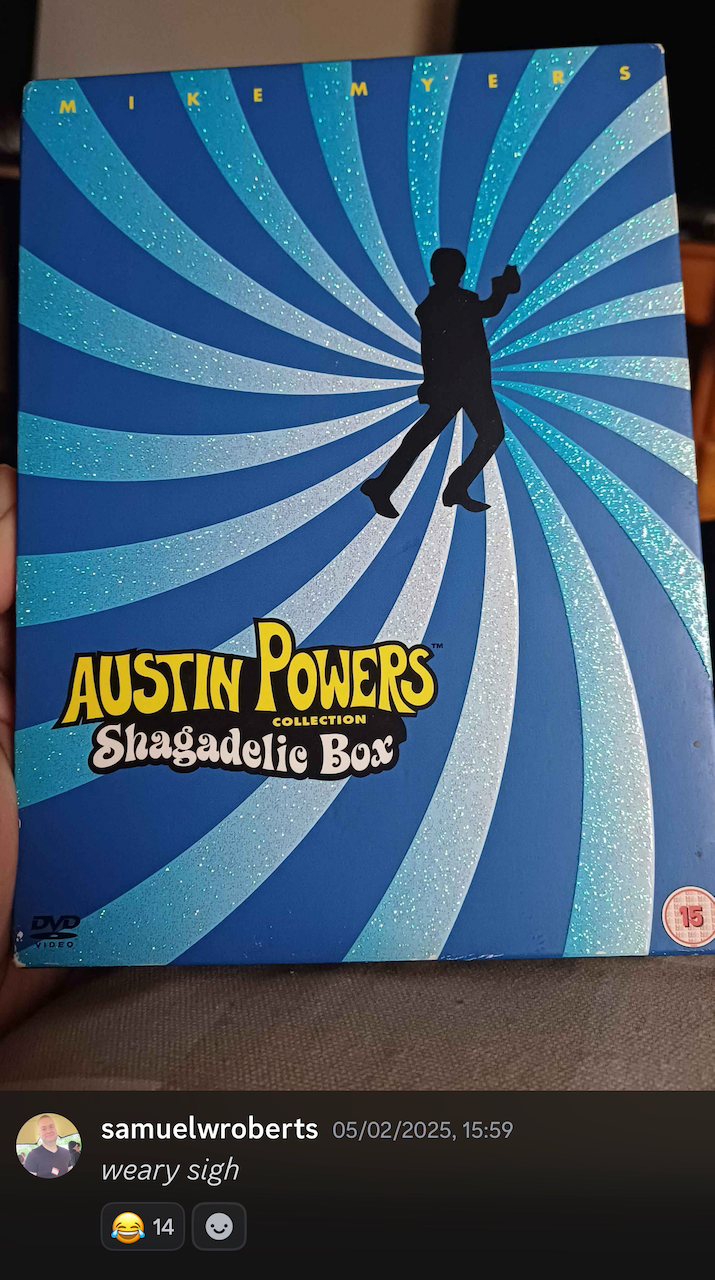 MIKE MYERS
AUSTIN POWERS™
COLLECTION
Shagadelic Box
DVD
VIDEO
15
samuelwroberts 05/02/2025, 15:59
weary sigh
😂 14